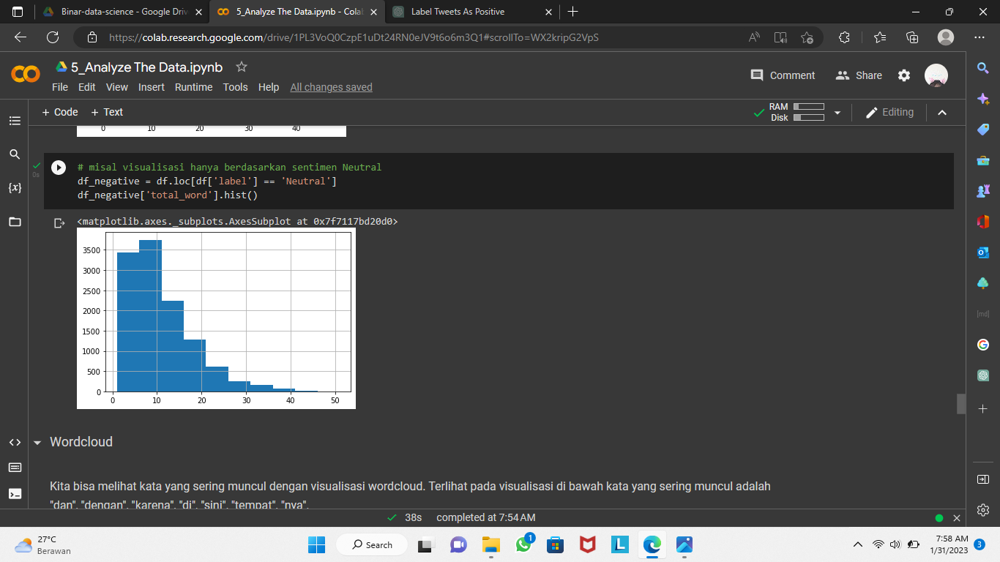 Binar-data-science - Google Driv
5_Analyze The Data.ipynb - Colab
Label Tweets As Positive
https://colab.research.google.com/drive/1PL3VoQ0CzpE1uDt24RN0eJV9t6o6m3Q1#scrollTo=WX2kripG2VpS
5_Analyze The Data.ipynb
Comment
Share
File Edit View Insert Runtime Tools Help All changes saved
+ Code + Text
RAM
Disk
Editing
0 10 20 30 40
0s
# misal visualisasi hanya berdasarkan sentimen Neutral
df_negative = df.loc[df['label'] == 'Neutral']
df_negative['total_word'].hist()
<matplotlib.axes._subplots.AxesSubplot at 0x7f7117bd20d0>
3500
3000
2500
2000
1500
1000
500
0
0 10 20 30 40 50
Wordcloud
Kita bisa melihat kata yang sering muncul dengan visualisasi wordcloud. Terlihat pada visualisasi di bawah kata yang sering muncul adalah
"dan", "dengan", "karena", "di", "sini", "tempat", "nya".
[md]
38s completed at 7:54 AM
27°C
Berawan
Search
1
7:58 AM
1/31/2023
3